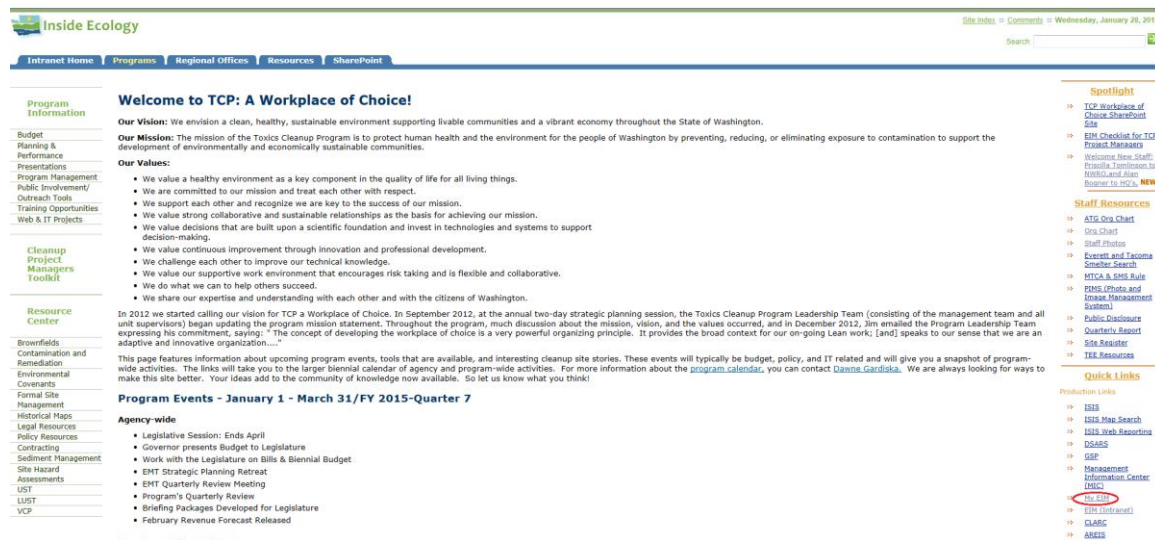 Inside Ecology
Site Index :: Comments :: Wednesday, January 28, 201
Search
Intranet Home
Programs
Regional Offices
Resources
SharePoint
Program
Information
Budget
Planning &
Performance
Presentations
Program Management
Public Involvement/
Outreach Tools
Training Opportunities
Web & IT Projects
Cleanup
Project
Managers
Toolkit
Resource
Center
Brownfields
Contamination and
Remediation
Environmental
Covenants
Formal Site
Management
Historical Maps
Legal Resources
Policy Resources
Contracting
Sediment Management
Site Hazard
Assessments
UST
LUST
VCP
Welcome to TCP: A Workplace of Choice!
Our Vision: We envision a clean, healthy, sustainable environment supporting livable communities and a vibrant economy throughout the State of Washington.
Our Mission: The mission of the Toxics Cleanup Program is to protect human health and the environment for the people of Washington by preventing, reducing, or eliminating exposure to contamination to support the
development of environmentally and economically sustainable communities.
Our Values:
• We value a healthy environment as a key component in the quality of life for all living things.
• We are committed to our mission and treat each other with respect.
• We support each other and recognize we are key to the success of our mission.
• We value strong collaborative and sustainable relationships as the basis for achieving our mission.
• We value decisions that are built upon a scientific foundation and invest in technologies and systems to support
decision-making.
• We value continuous improvement through innovation and professional development.
• We challenge each other to improve our technical knowledge.
• We value our supportive work environment that encourages risk taking and is flexible and collaborative.
• We do what we can to help others succeed.
• We share our expertise and understanding with each other and with the citizens of Washington.
In 2012 we started calling our vision for TCP a Workplace of Choice. In September 2012, at the annual two-day strategic planning session, the Toxics Cleanup Program Leadership Team (consisting of the management team and all
unit supervisors) began updating the program mission statement. Throughout the program, much discussion about the mission, vision, and the values occurred, and in December 2012, Jim emailed the Program Leadership Team
expressing his commitment, saying: " The concept of developing the workplace of choice is a very powerful organizing principle. It provides the broad context for our on-going Lean work; [and] speaks to our sense that we are an
adaptive and innovative organization...."
This page features information about upcoming program events, tools that are available, and interesting cleanup site stories. These events will typically be budget, policy, and IT related and will give you a snapshot of program-
wide activities. The links will take you to the larger biennial calendar of agency and program-wide activities. For more information about the program calendar, you can contact Dawne Gardiska. We are always looking for ways to
make this site better. Your ideas add to the community of knowledge now available. So let us know what you think!
Program Events - January 1 - March 31/FY 2015-Quarter 7
Agency-wide
• Legislative Session: Ends April
• Governor presents Budget to Legislature
• Work with the Legislature on Bills & Biennial Budget
• EMT Strategic Planning Retreat
• EMT Quarterly Review Meeting
• Program's Quarterly Review
• Briefing Packages Developed for Legislature
• February Revenue Forecast Released
Spotlight
TCP Workplace of
Choice SharePoint
Site
EIM Checklist for TCP
Project Managers
Welcome New Staff:
Priscilla Tomlinson to
NWRO,and Alan
Bogner to HQ's, NEW
Staff Resources
ATG Org Chart
Org Chart
Staff Photos
Everett and Tacoma
Smelter Search
MTCA & SMS Rule
PIMS (Photo and
Image Management
System)
Public Disclosure
Quarterly Report
Site Register
TEE Resources
Quick Links
Production Links
ISIS
ISIS Map Search
ISIS Web Reporting
DSARS
GSP
Management
Information Center
(MIC)
My EIM
EIM (Intranet)
CLARC
AREIS